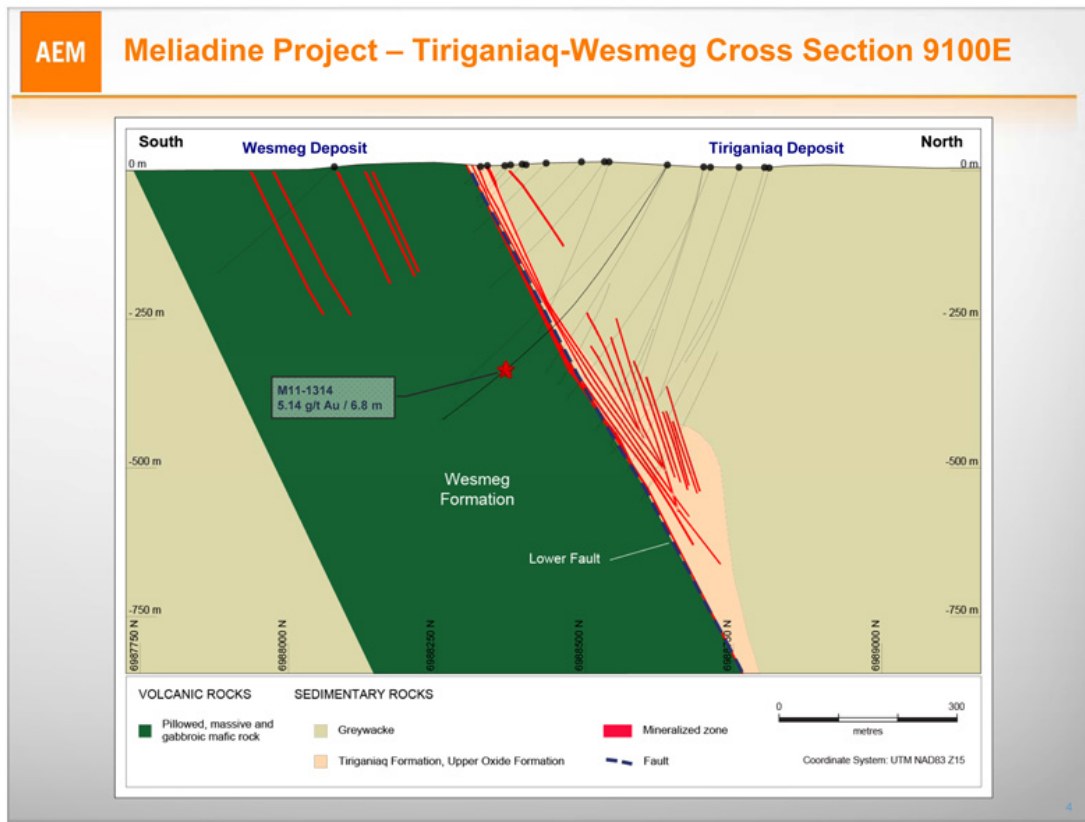 AEM
Meliadine Project – Tiriganiaq-Wesmeg Cross Section 9100E
South
Wesmeg Deposit
Tiriganiaq Deposit
North
0 m
0 m
- 250 m
-250 m
M11-1314
5.14 g/t Au / 6.8 m
-500 m
-500 m
Wesmeg
Formation
Lower Fault
-750 m
-750 m
6987750 N
6988000 N
6988250 N
6988500 N
6988750 N
6989000 N
VOLCANIC ROCKS
SEDIMENTARY ROCKS
Pillowed, massive and
gabbroic mafic rock
Greywacke
Mineralized zone
Tiriganiaq Formation, Upper Oxide Formation
Fault
0
300
metres
Coordinate System: UTM NAD83 Z15
4